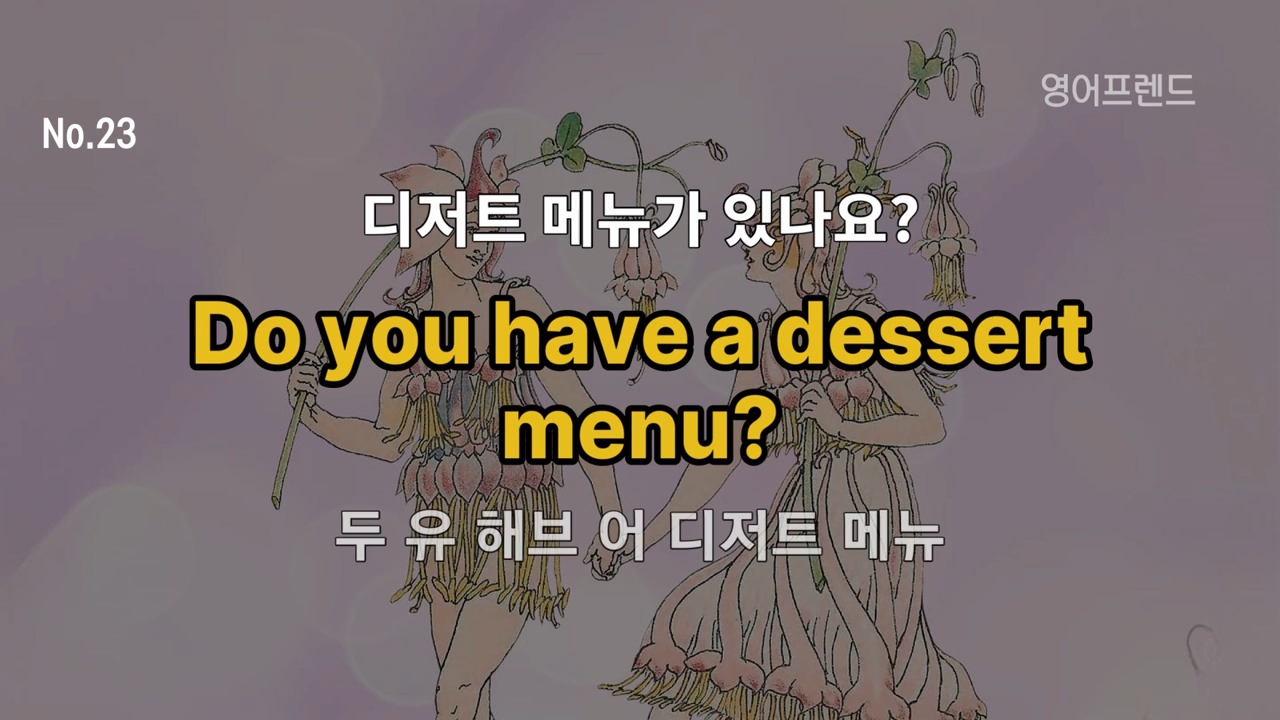 영어프렌드
No.23
디저트 메뉴가 있나요?
Do you have a dessert
menu?
두 유 해브 어 디저트 메뉴